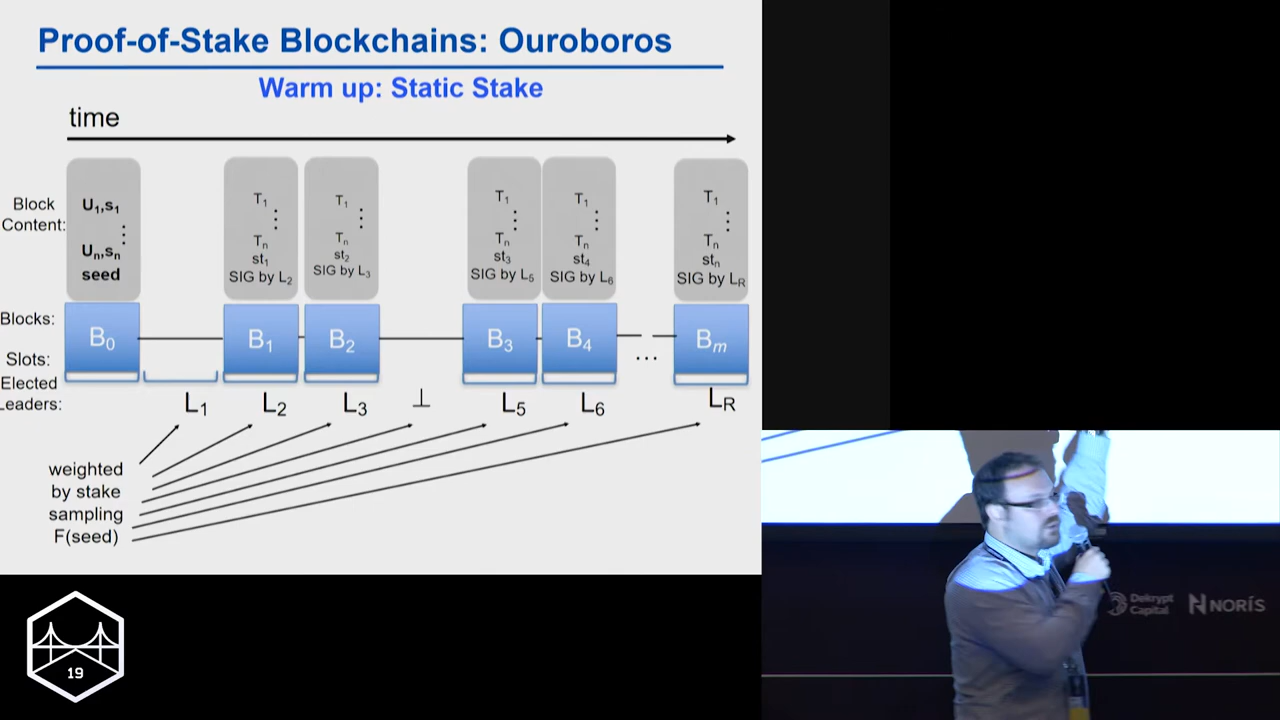 Proof-of-Stake Blockchains: Ouroboros
Warm up: Static Stake
time
Block
Content:
U1,s1
⋮
Un,sn
seed
T1
⋮
Tn
st1
SIG by L2
T1
⋮
Tn
st2
SIG by L3
T1
⋮
Tn
st3
SIG by L5
T1
⋮
Tn
st4
SIG by L6
T1
⋮
Tn
stn
SIG by LR
Blocks:
B0
B1
B2
B3
B4
...
Bm
Slots:
Elected
Leaders:
L1
L2
L3
⊥
L5
L6
LR
weighted
by stake
sampling
F(seed)
19
Dekrypt
Capital
NORIS